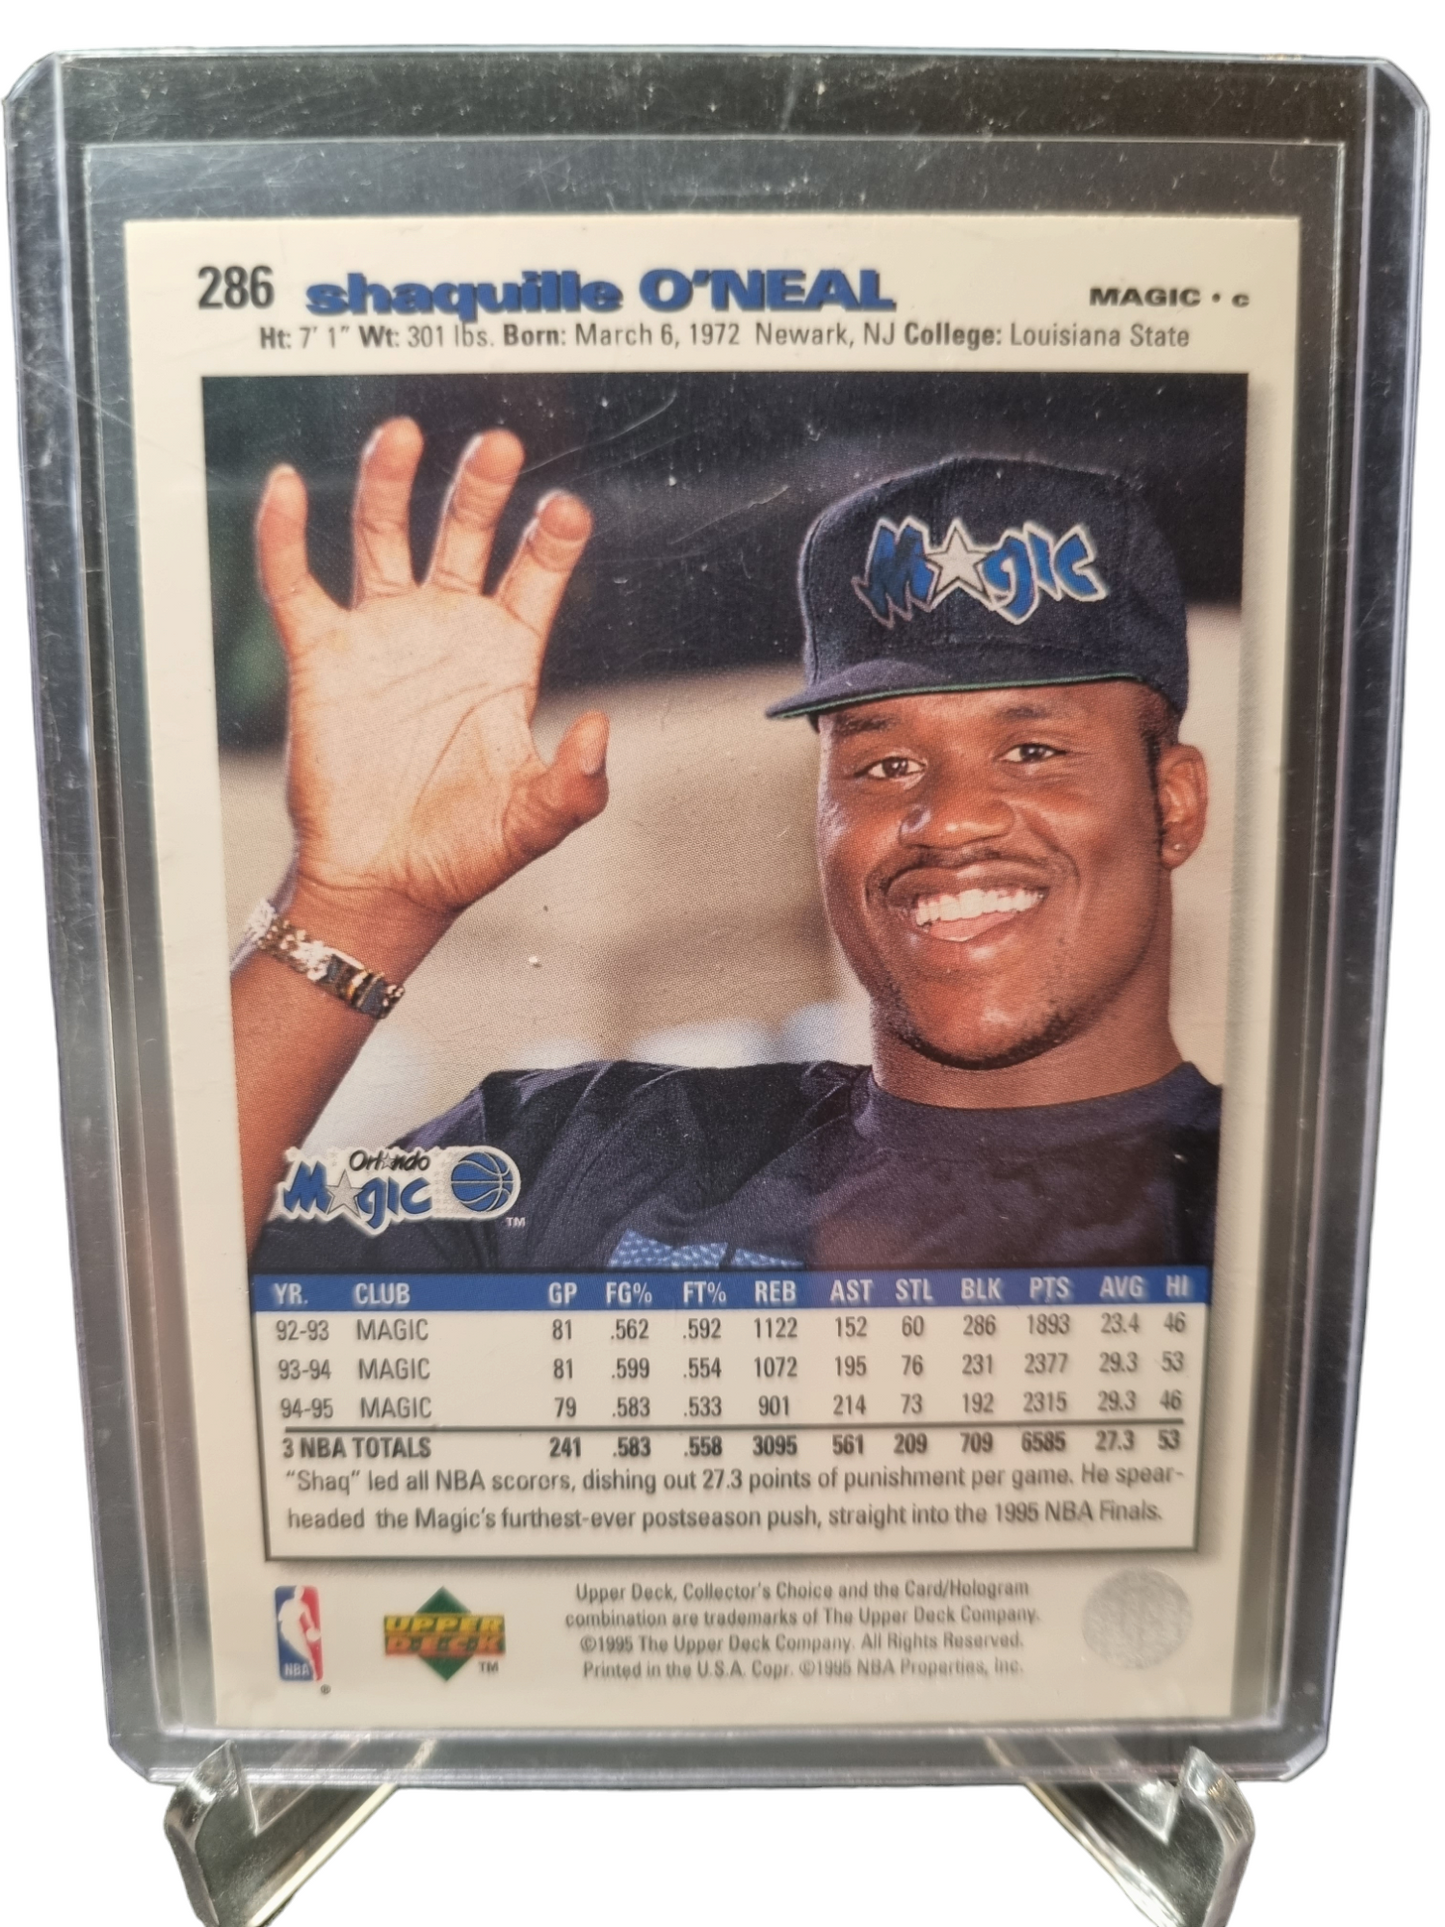 286 shaquille O'NEAL MAGIC • c
Ht: 7' 1" Wt: 301 lbs. Born: March 6, 1972 Newark, NJ College: Louisiana State
Magic
Orlando
Magic
TM
YR. CLUB GP FG% FT% REB AST STL BLK PTS AVG HI
92-93 MAGIC 81 .562 .592 1122 152 60 286 1893 23.4 46
93-94 MAGIC 81 .599 .554 1072 195 76 231 2377 29.3 53
94-95 MAGIC 79 .583 .533 901 214 73 192 2315 29.3 46
3 NBA TOTALS 241 .583 .558 3095 561 209 709 6585 27.3 53
"Shaq" led all NBA scorers, dishing out 27.3 points of punishment per game. He spear-
headed the Magic's furthest-ever postseason push, straight into the 1995 NBA Finals.
NBA
®
UPPER
DECK
TM
Upper Deck, Collector's Choice and the Card/Hologram
combination are trademarks of The Upper Deck Company.
©1995 The Upper Deck Company. All Rights Reserved.
Printed in the U.S.A. Copr. ©1995 NBA Properties, Inc.